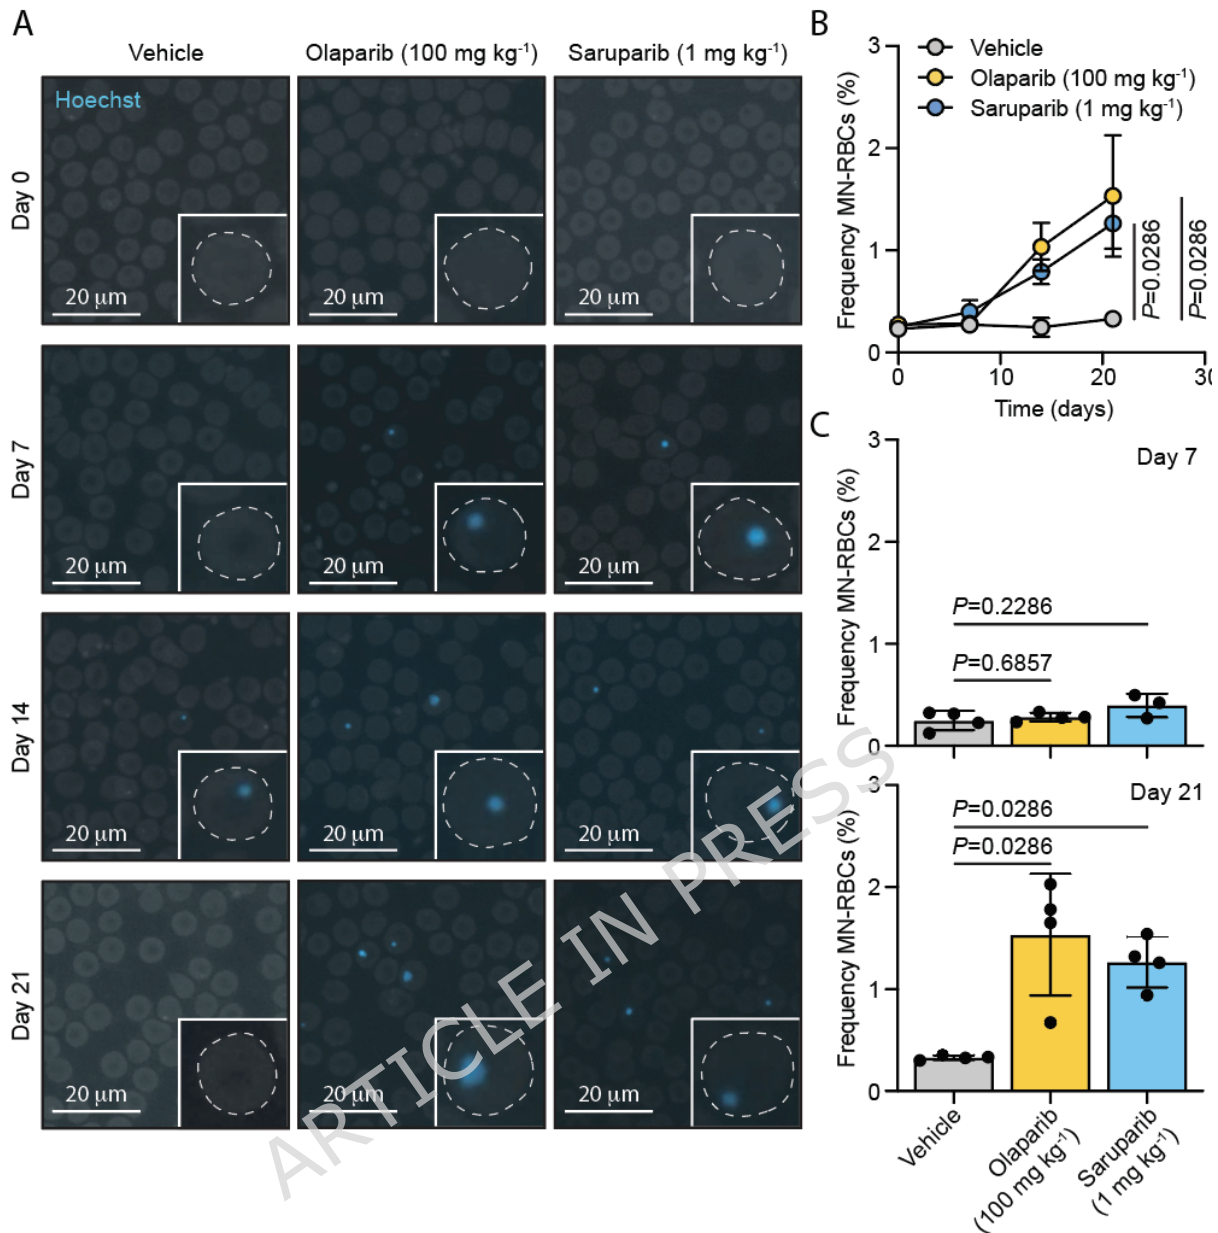 A
Vehicle
Olaparib (100 mg kg⁻¹)
Saruparib (1 mg kg⁻¹)
Day 0
Hoechst
20 μm
20 μm
20 μm
Day 7
20 μm
20 μm
20 μm
Day 14
20 μm
20 μm
20 μm
Day 21
20 μm
20 μm
20 μm
B
Vehicle
Olaparib (100 mg kg⁻¹)
Saruparib (1 mg kg⁻¹)
Frequency MN-RBCs (%)
3
2
1
0
0
10
20
30
Time (days)
P=0.0286
P=0.0286
C
Day 7
Frequency MN-RBCs (%)
3
2
1
0
P=0.2286
P=0.6857
Day 21
Frequency MN-RBCs (%)
3
2
1
0
P=0.0286
P=0.0286
Vehicle
Olaparib
(100 mg kg⁻¹)
Saruparib
(1 mg kg⁻¹)
ARTICLE IN PRESS